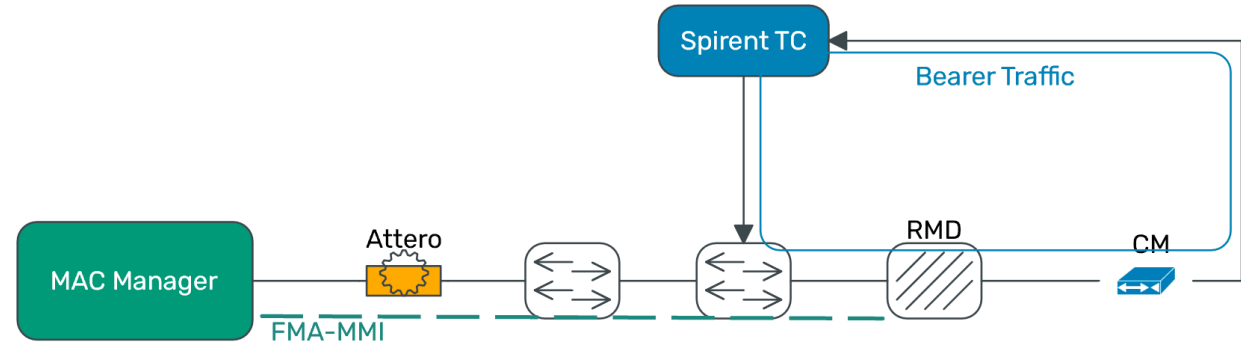 Spirent TC
Bearer Traffic
Attero
RMD
CM
MAC Manager
FMA-MMI